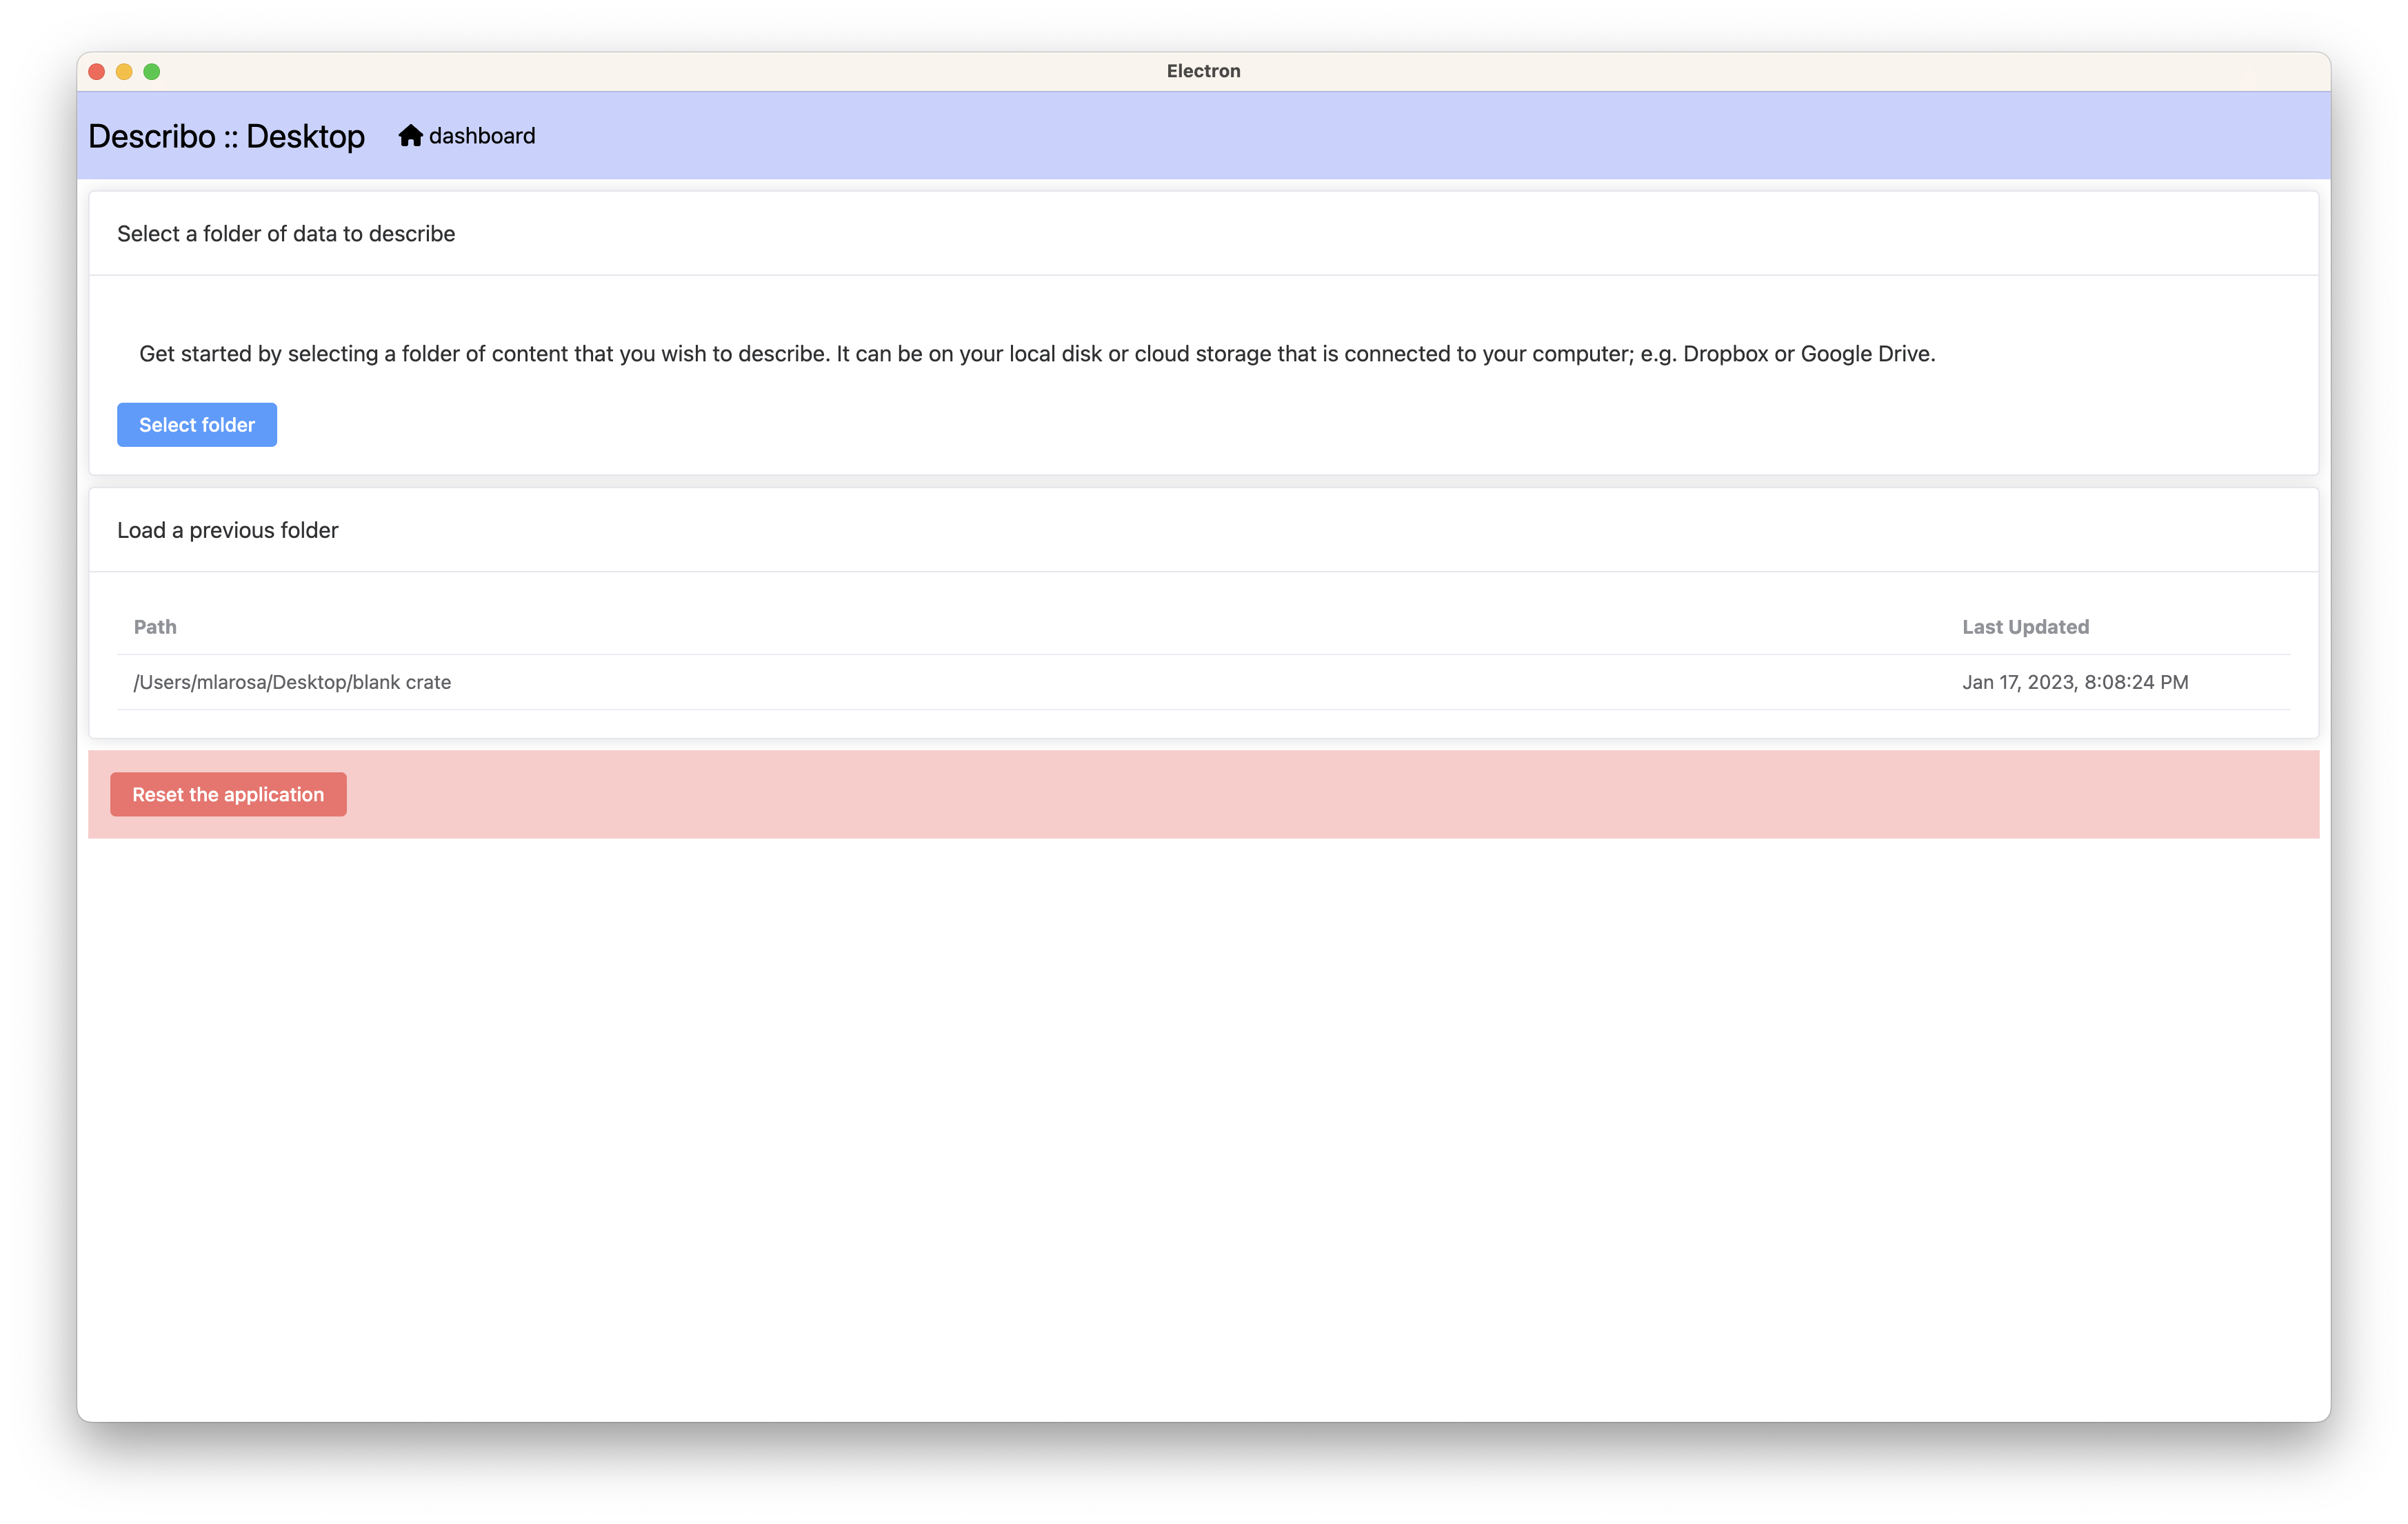 Electron
Describo :: Desktop dashboard
Select a folder of data to describe
Get started by selecting a folder of content that you wish to describe. It can be on your local disk or cloud storage that is connected to your computer; e.g. Dropbox or Google Drive.
Select folder
Load a previous folder
Path Last Updated
/Users/mlarosa/Desktop/blank crate Jan 17, 2023, 8:08:24 PM
Reset the application